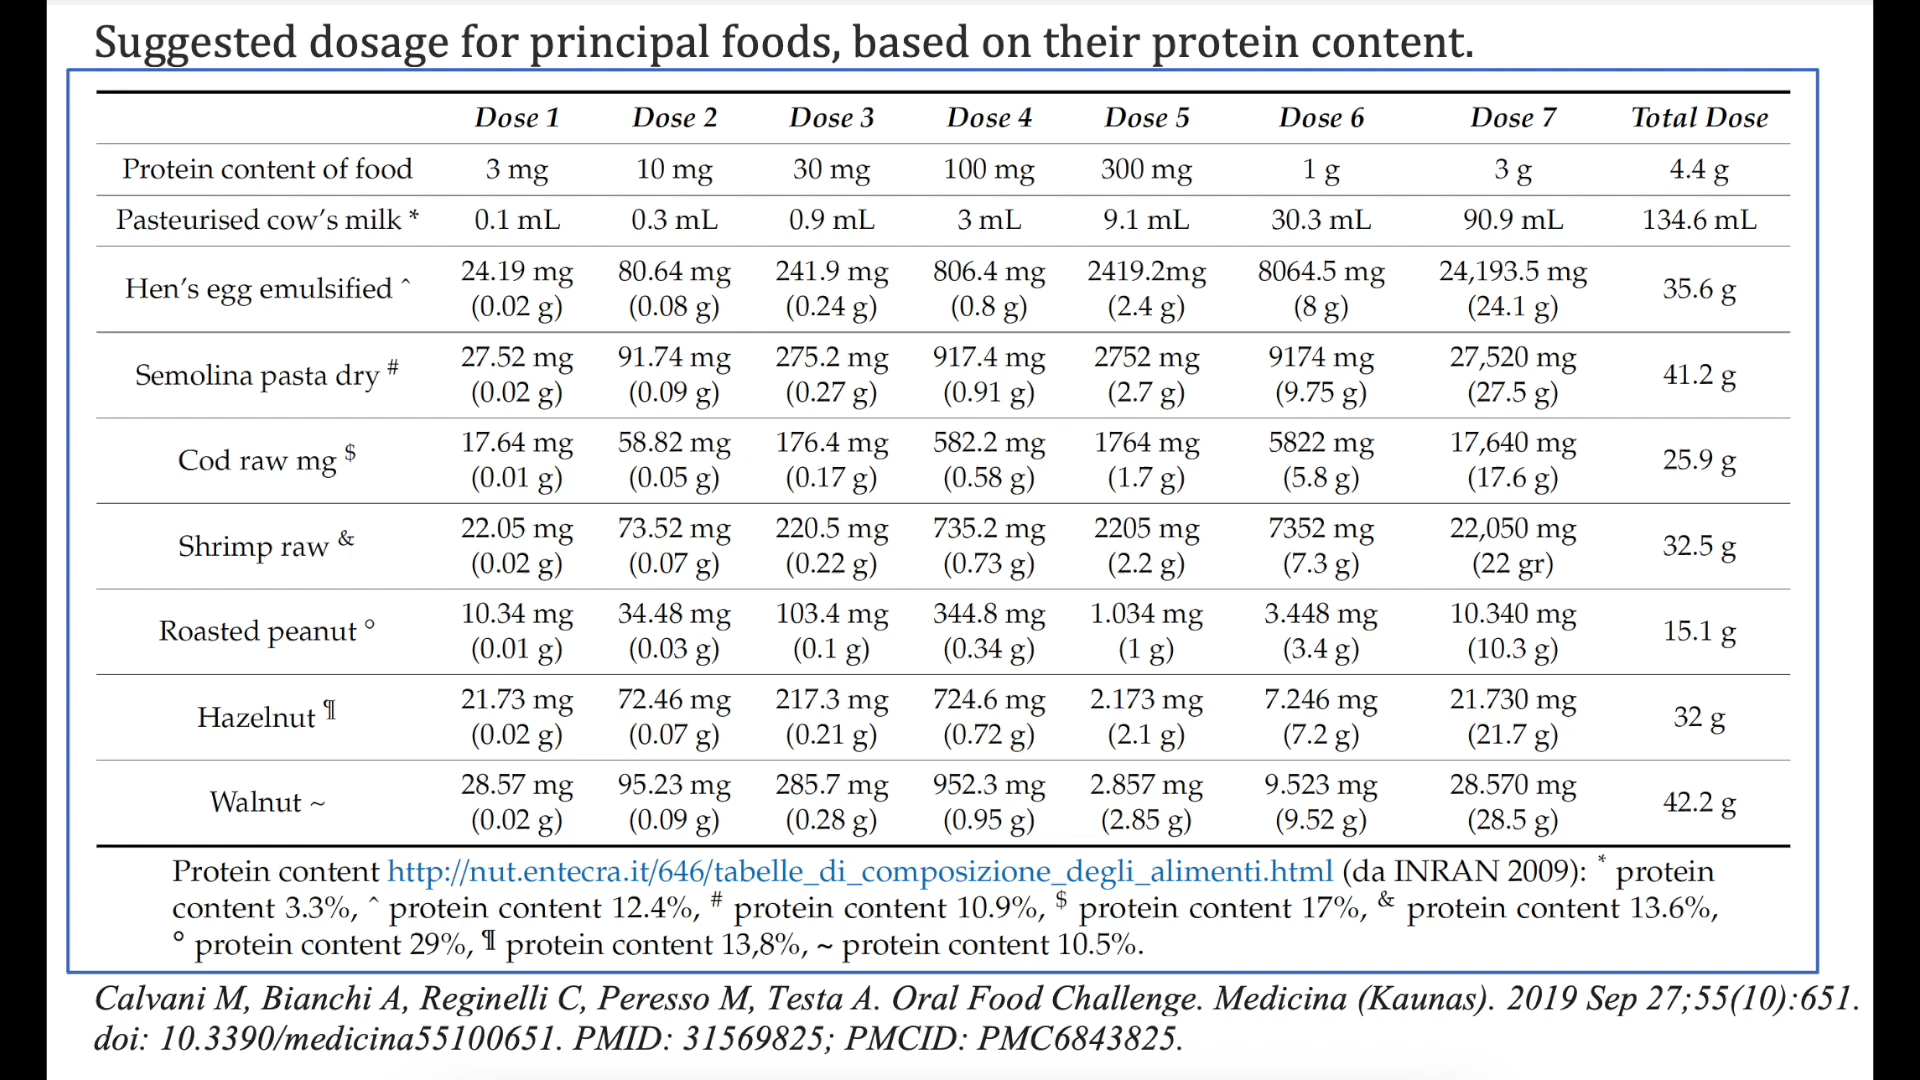 Suggested dosage for principal foods, based on their protein content.
Dose 1 Dose 2 Dose 3 Dose 4 Dose 5 Dose 6 Dose 7 Total Dose
Protein content of food 3 mg 10 mg 30 mg 100 mg 300 mg 1 g 3 g 4.4 g
Pasteurised cow’s milk * 0.1 mL 0.3 mL 0.9 mL 3 mL 9.1 mL 30.3 mL 90.9 mL 134.6 mL
Hen’s egg emulsified ^ 24.19 mg 80.64 mg 241.9 mg 806.4 mg 2419.2mg 8064.5 mg 24,193.5 mg 35.6 g
(0.02 g) (0.08 g) (0.24 g) (0.8 g) (2.4 g) (8 g) (24.1 g)
Semolina pasta dry # 27.52 mg 91.74 mg 275.2 mg 917.4 mg 2752 mg 9174 mg 27,520 mg 41.2 g
(0.02 g) (0.09 g) (0.27 g) (0.91 g) (2.7 g) (9.75 g) (27.5 g)
Cod raw mg $ 17.64 mg 58.82 mg 176.4 mg 582.2 mg 1764 mg 5822 mg 17,640 mg 25.9 g
(0.01 g) (0.05 g) (0.17 g) (0.58 g) (1.7 g) (5.8 g) (17.6 g)
Shrimp raw & 22.05 mg 73.52 mg 220.5 mg 735.2 mg 2205 mg 7352 mg 22,050 mg 32.5 g
(0.02 g) (0.07 g) (0.22 g) (0.73 g) (2.2 g) (7.3 g) (22 gr)
Roasted peanut ° 10.34 mg 34.48 mg 103.4 mg 344.8 mg 1.034 mg 3.448 mg 10.340 mg 15.1 g
(0.01 g) (0.03 g) (0.1 g) (0.34 g) (1 g) (3.4 g) (10.3 g)
Hazelnut ¶ 21.73 mg 72.46 mg 217.3 mg 724.6 mg 2.173 mg 7.246 mg 21.730 mg 32 g
(0.02 g) (0.07 g) (0.21 g) (0.72 g) (2.1 g) (7.2 g) (21.7 g)
Walnut ~ 28.57 mg 95.23 mg 285.7 mg 952.3 mg 2.857 mg 9.523 mg 28.570 mg 42.2 g
(0.02 g) (0.09 g) (0.28 g) (0.95 g) (2.85 g) (9.52 g) (28.5 g)
Protein content http://nut.entecra.it/646/tabelle_di_composizione_degli_alimenti.html (da INRAN 2009): * protein
content 3.3%, ^ protein content 12.4%, # protein content 10.9%, $ protein content 17%, & protein content 13.6%,
° protein content 29%, ¶ protein content 13,8%, ~ protein content 10.5%.
Calvani M, Bianchi A, Reginelli C, Peresso M, Testa A. Oral Food Challenge. Medicina (Kaunas). 2019 Sep 27;55(10):651.
doi: 10.3390/medicina55100651. PMID: 31569825; PMCID: PMC6843825.